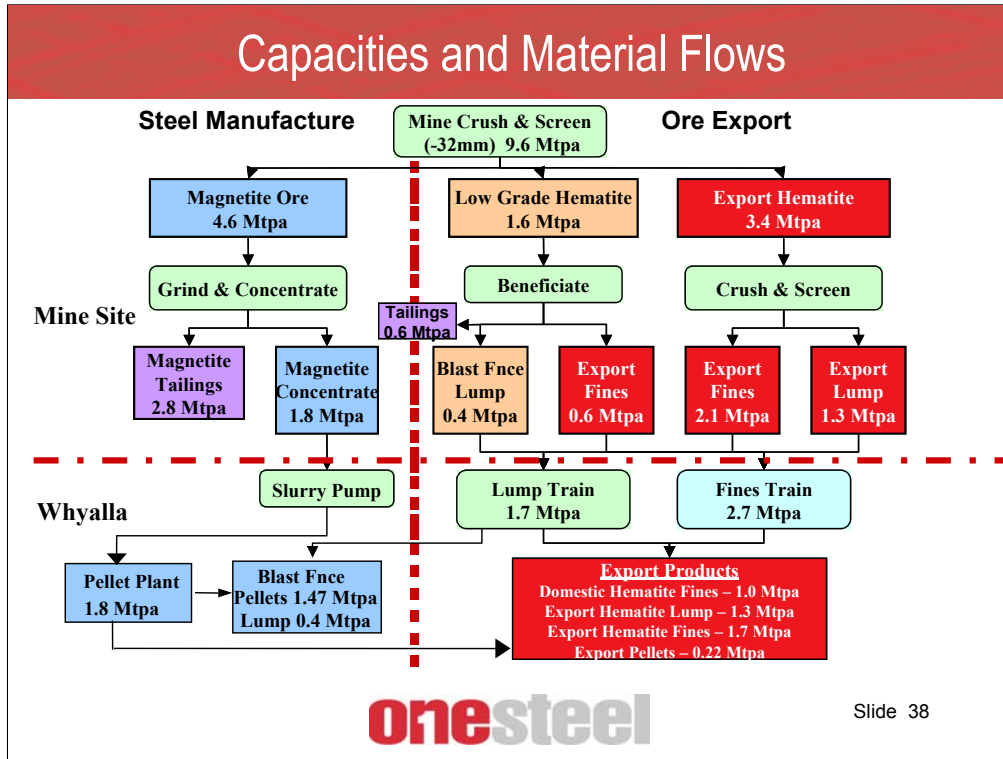 Capacities and Material Flows
Steel Manufacture
Mine Crush & Screen
(-32mm) 9.6 Mtpa
Ore Export
Magnetite Ore
4.6 Mtpa
Low Grade Hematite
1.6 Mtpa
Export Hematite
3.4 Mtpa
Grind & Concentrate
Beneficiate
Crush & Screen
Mine Site
Tailings
0.6 Mtpa
Magnetite
Tailings
2.8 Mtpa
Magnetite
Concentrate
1.8 Mtpa
Blast Fnce
Lump
0.4 Mtpa
Export
Fines
0.6 Mtpa
Export
Fines
2.1 Mtpa
Export
Lump
1.3 Mtpa
Whyalla
Slurry Pump
Lump Train
1.7 Mtpa
Fines Train
2.7 Mtpa
Pellet Plant
1.8 Mtpa
Blast Fnce
Pellets 1.47 Mtpa
Lump 0.4 Mtpa
Export Products
Domestic Hematite Fines – 1.0 Mtpa
Export Hematite Lump – 1.3 Mtpa
Export Hematite Fines – 1.7 Mtpa
Export Pellets – 0.22 Mtpa
onesteel
Slide 38